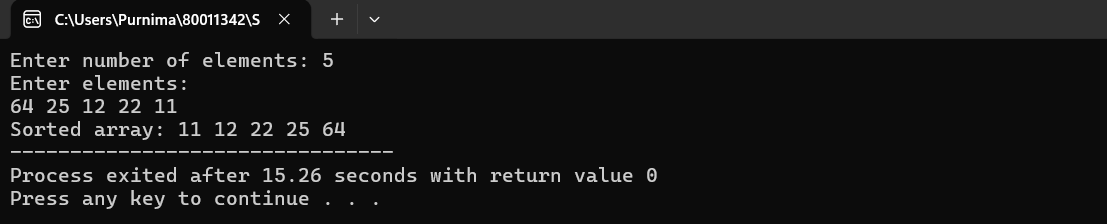 C:\Users\Purnima\80011342\S
Enter number of elements: 5
Enter elements:
64 25 12 22 11
Sorted array: 11 12 22 25 64
--------------------------------
Process exited after 15.26 seconds with return value 0
Press any key to continue . . .